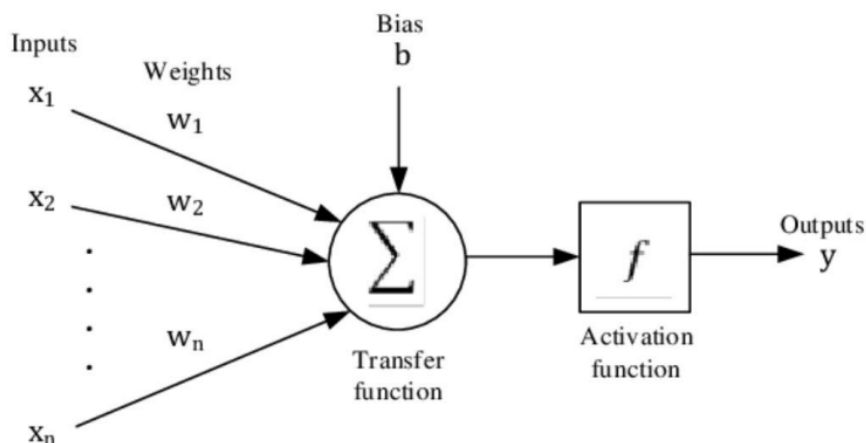 Inputs
Weights
Bias
b
x₁
w₁
x₂
w₂
wₙ
xₙ
Σ
Transfer
function
f
Activation
function
Outputs
y